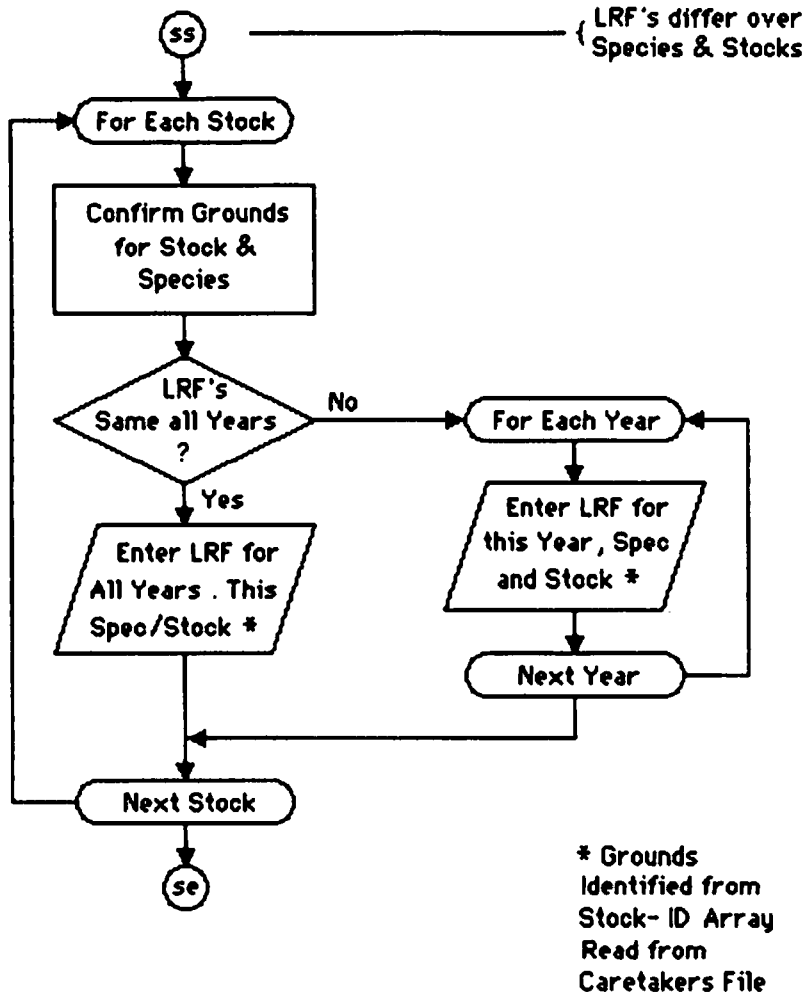 ss
LRF's differ over
Species & Stocks
For Each Stock
Confirm Grounds
for Stock &
Species
LRF's
Same all Years
?
No
Yes
For Each Year
Enter LRF for
this Year, Spec
and Stock *
Next Year
Enter LRF for
All Years . This
Spec/Stock *
Next Stock
se
* Grounds
Identified from
Stock-ID Array
Read from
Caretakers File